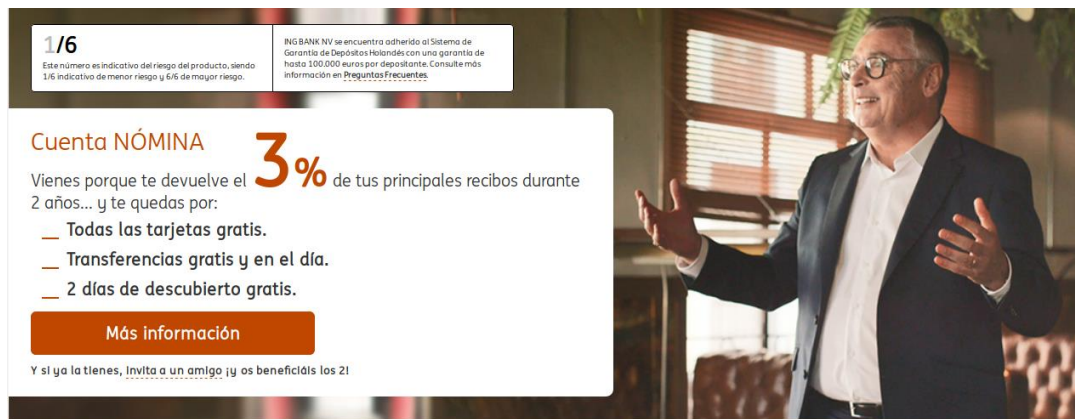 1/6
Este número es indicativo del riesgo del producto, siendo
1/6 indicativo de menor riesgo y 6/6 de mayor riesgo.
ING BANK NV se encuentra adherido al Sistema de
Garantía de Depósitos Holandés con una garantía de
hasta 100.000 euros por depositante. Consulte más
información en Preguntas Frecuentes.
Cuenta NÓMINA
Vienes porque te devuelve el 3% de tus principales recibos durante
2 años... y te quedas por:
Todas las tarjetas gratis.
Transferencias gratis y en el día.
2 días de descubierto gratis.
Más información
Y si ya la tienes, invita a un amigo ¡y os beneficiáis los 2!